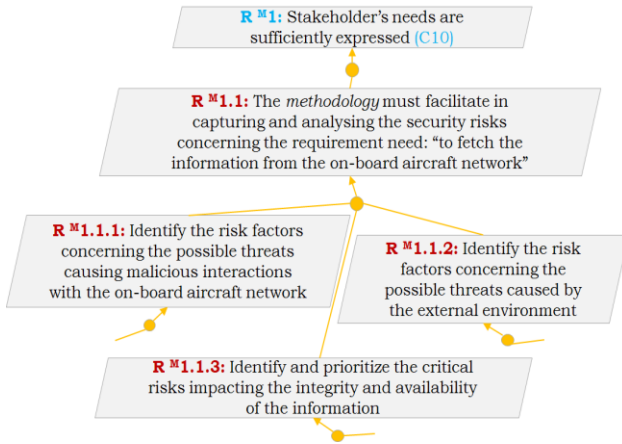 R ᴹ1: Stakeholder's needs are
sufficiently expressed (C10)
R ᴹ1.1: The methodology must facilitate in
capturing and analysing the security risks
concerning the requirement need: “to fetch the
information from the on-board aircraft network”
R ᴹ1.1.1: Identify the risk factors
concerning the possible threats
causing malicious interactions
with the on-board aircraft network
R ᴹ1.1.2: Identify the risk
factors concerning the
possible threats caused by
the external environment
R ᴹ1.1.3: Identify and prioritize the critical
risks impacting the integrity and availability
of the information